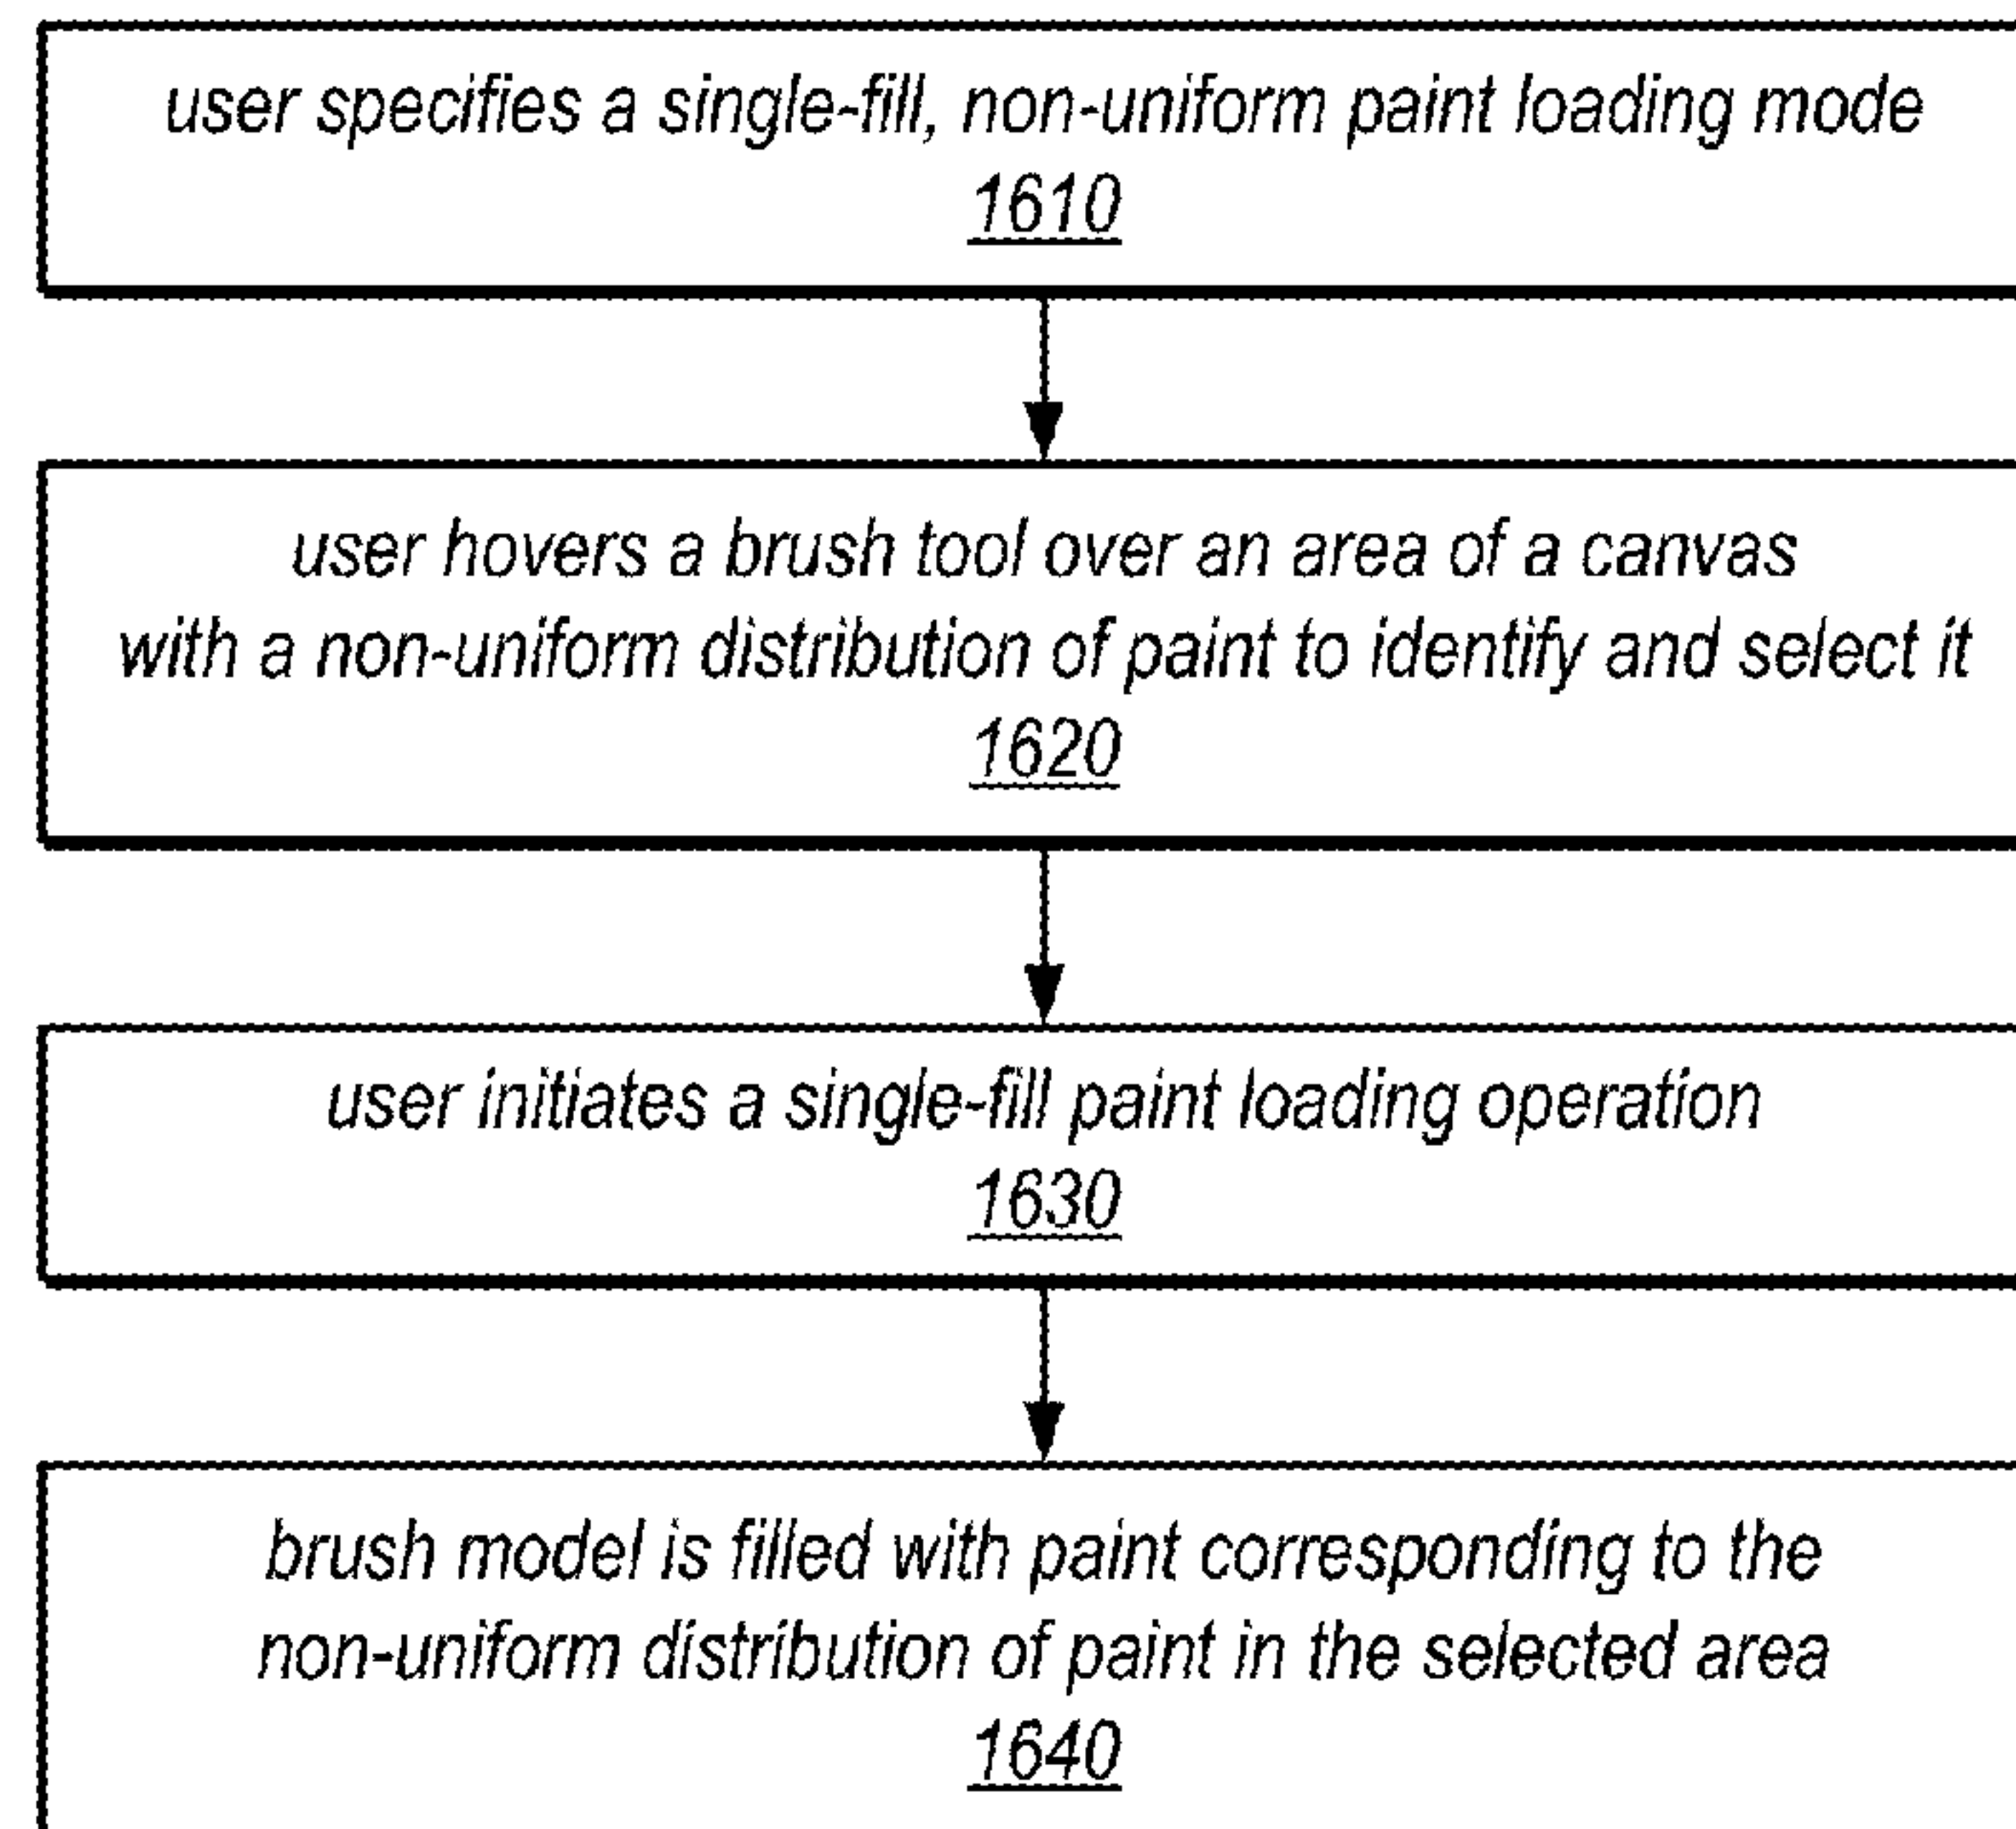 user specifies a single-fill, non-uniform paint loading mode
1610
user hovers a brush tool over an area of a canvas
with a non-uniform distribution of paint to identify and select it
1620
user initiates a single-fill paint loading operation
1630
brush model is filled with paint corresponding to the
non-uniform distribution of paint in the selected area
1640